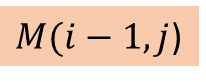 M(i − 1, j)